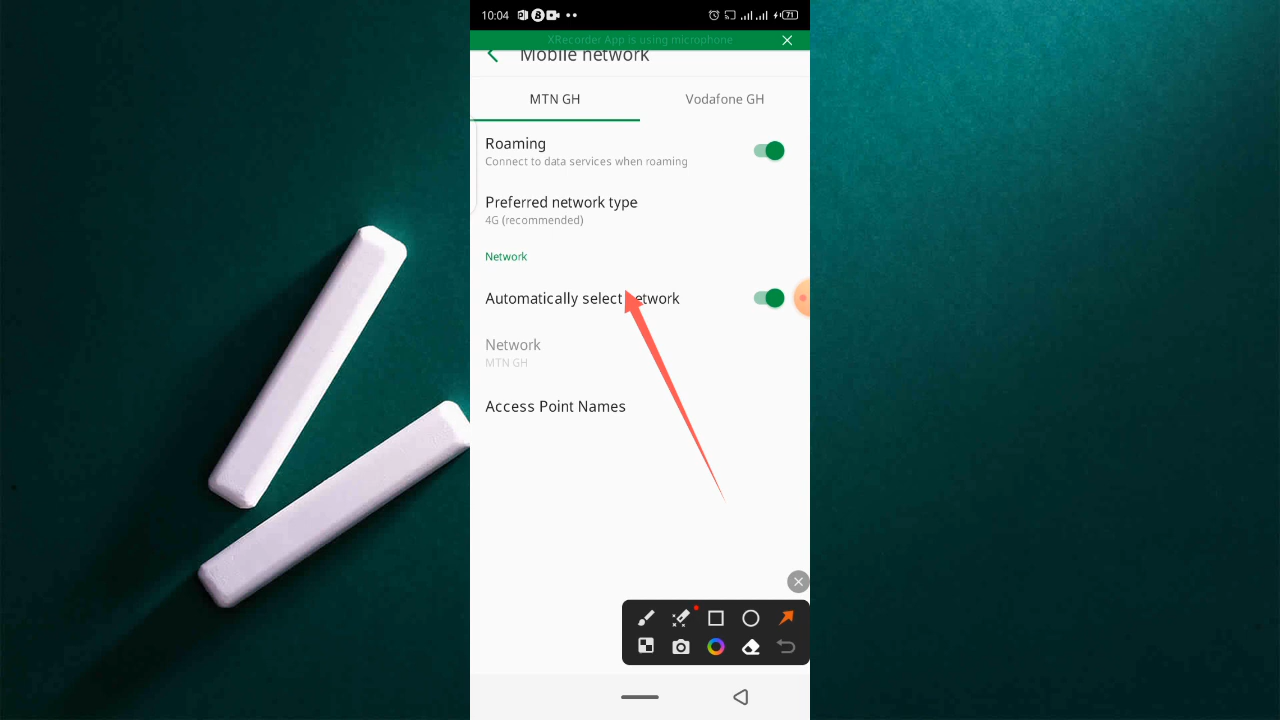 10:04
71
XRecorder App is using microphone
Mobile network
MTN GH
Vodafone GH
Roaming
Connect to data services when roaming
Preferred network type
4G (recommended)
Network
Automatically select network
Network
MTN GH
Access Point Names